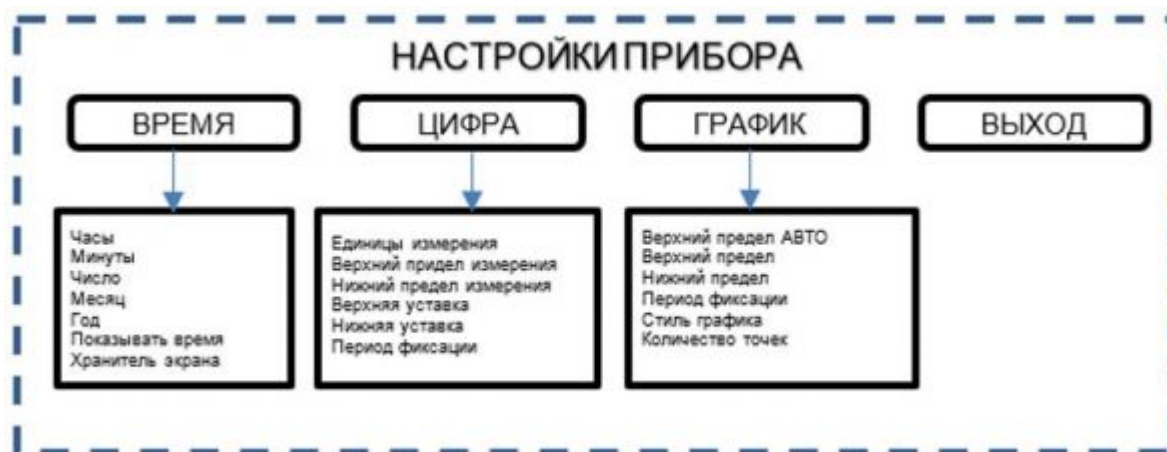 НАСТРОЙКИ ПРИБОРА
ВРЕМЯ
ЦИФРА
ГРАФИК
ВЫХОД
Часы
Минуты
Число
Месяц
Год
Показывать время
Хранитель экрана
Единицы измерения
Верхний придел измерения
Нижний предел измерения
Верхняя уставка
Нижняя уставка
Период фиксации
Верхний предел АВТО
Верхний предел
Нижний предел
Период фиксации
Стиль графика
Количество точек